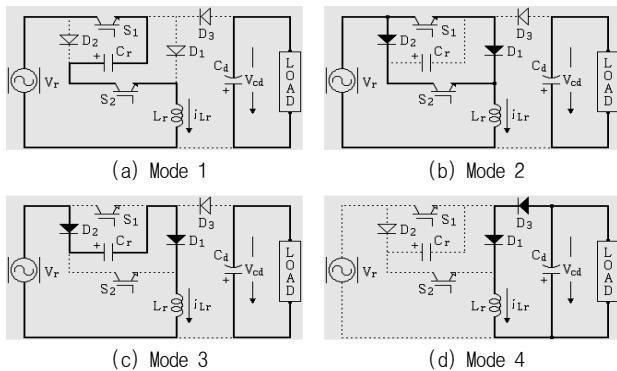 S1 D3
D2 + Cr D1
Vr Cd Vcd LOAD
S2 +
Lr iLr
(a) Mode 1
S1 D3
D2 + Cr D1
Vr Cd Vcd LOAD
S2 +
Lr iLr
(b) Mode 2
S1 D3
D2 + Cr D1
Vr Cd Vcd LOAD
S2 +
Lr iLr
(c) Mode 3
S1 D3
D2 + Cr D1
Vr Cd Vcd LOAD
S2 +
Lr iLr
(d) Mode 4